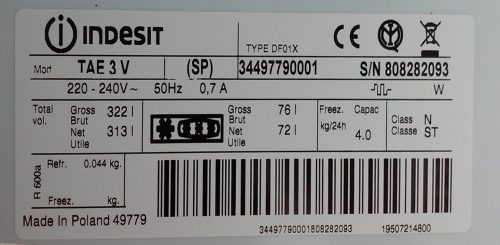 INDESIT
TYPE DF01X
Mod TAE 3 V (SP) 34497790001 S/N 808282093
220 - 240V~ 50Hz 0,7 A W
Total vol. Gross Brut 322 l Net Utile 313 l Gross Brut 76 l Net Utile 72 l Freez. Capac kg/24h 4.0 Class Classe N ST
R 600a Refr. 0.044 kg. Freez. kg.
Made in Poland 49779
34497790001808282093 19507214800